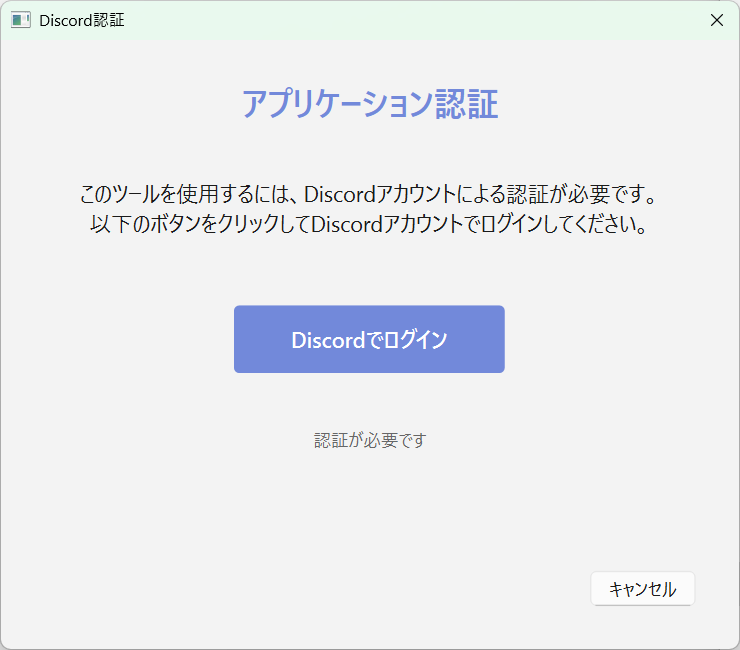 Discord認証
アプリケーション認証
このツールを使用するには、Discordアカウントによる認証が必要です。
以下のボタンをクリックしてDiscordアカウントでログインしてください。
Discordでログイン
認証が必要です
キャンセル